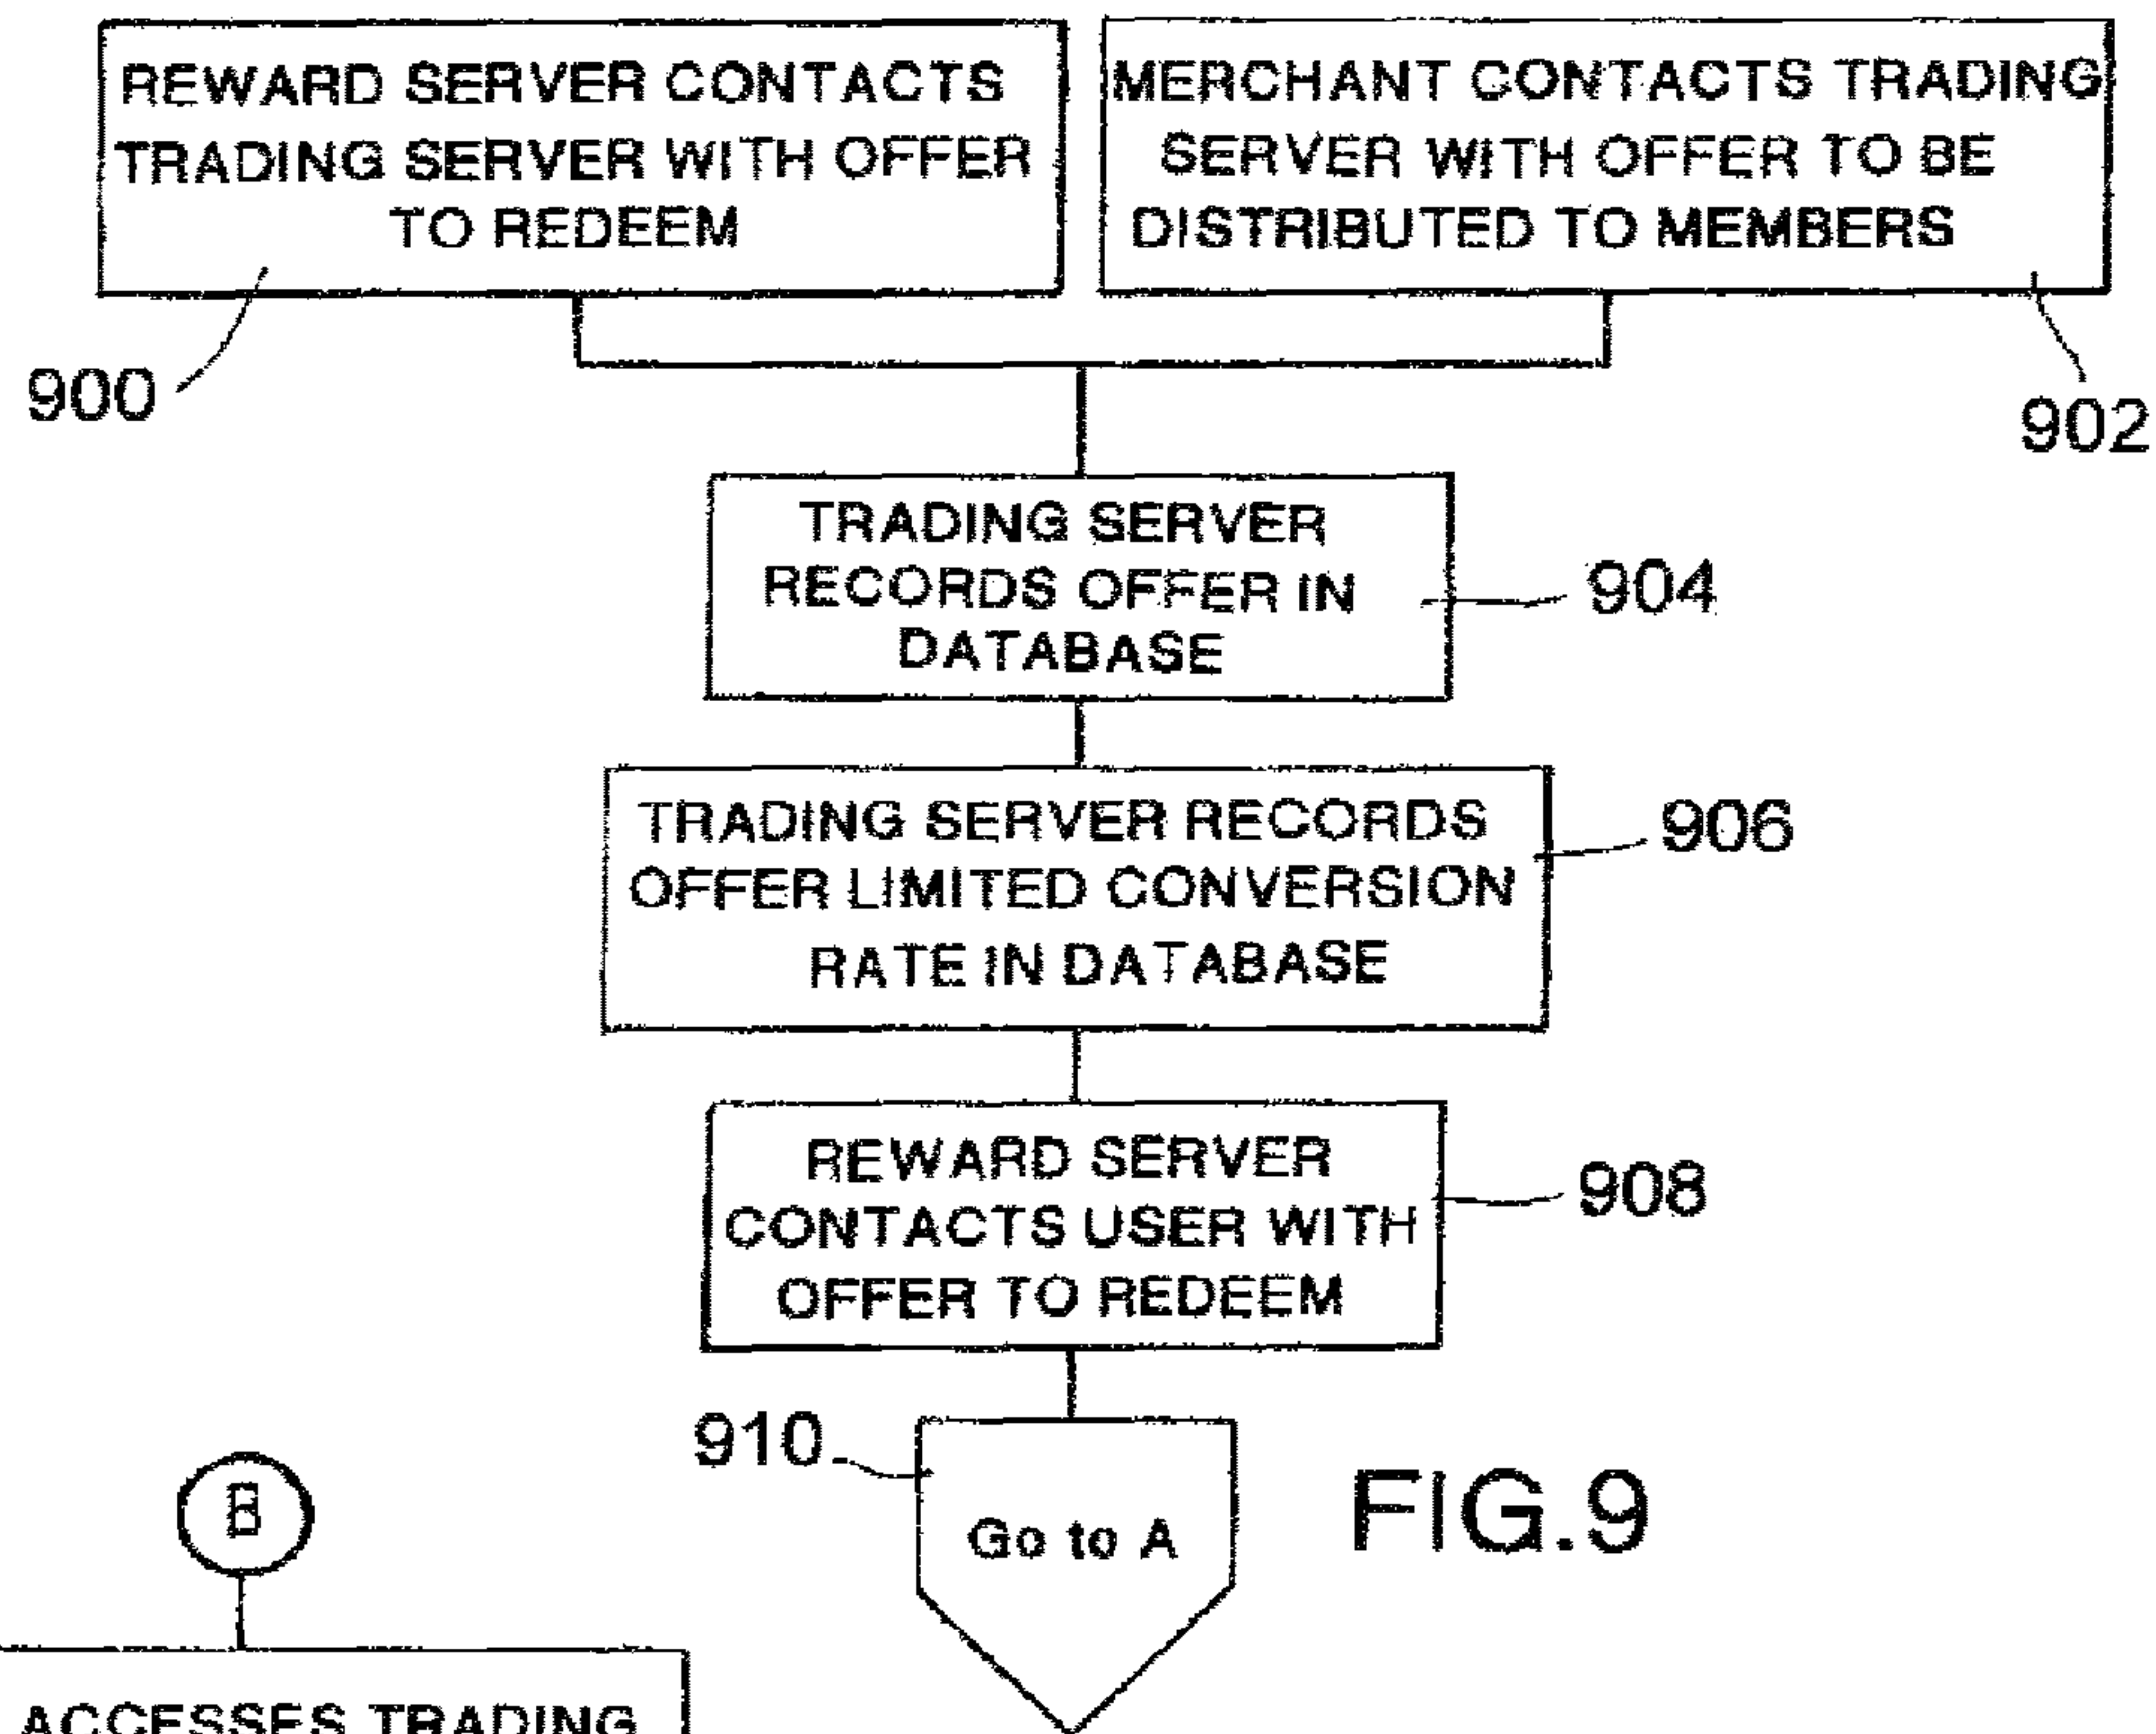 REWARD SERVER CONTACTS
TRADING SERVER WITH OFFER
TO REDEEM
MERCHANT CONTACTS TRADING
SERVER WITH OFFER TO BE
DISTRIBUTED TO MEMBERS
900
902
TRADING SERVER
RECORDS OFFER IN
DATABASE
904
TRADING SERVER RECORDS
OFFER LIMITED CONVERSION
RATE IN DATABASE
906
REWARD SERVER
CONTACTS USER WITH
OFFER TO REDEEM
908
910
Go to A
FIG.9
B
ACCESSES TRADING